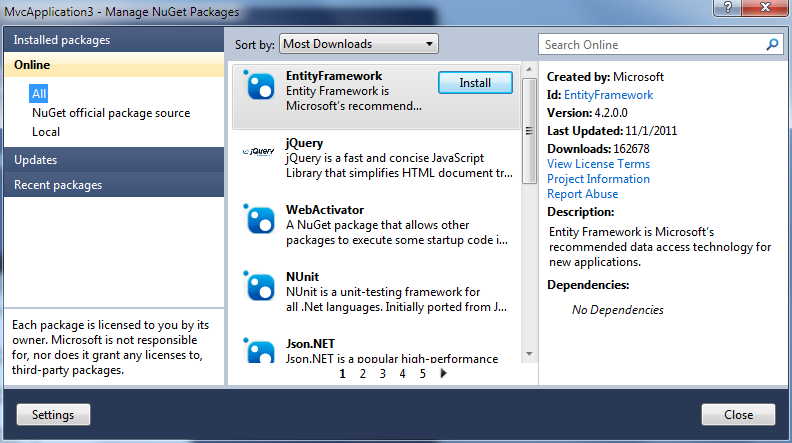 MvcApplication3 - Manage NuGet Packages
?
Installed packages
Online
All
NuGet official package source
Local
Updates
Recent packages
Each package is licensed to you by its
owner. Microsoft is not responsible
for, nor does it grant any licenses to,
third-party packages.
Sort by: Most Downloads
EntityFramework
Entity Framework is
Microsoft's recommend...
Install
jQuery
jQuery
jQuery is a fast and concise JavaScript
Library that simplifies HTML document tr...
WebActivator
A NuGet package that allows other
packages to execute some startup code i...
NUnit
NUnit is a unit-testing framework for
all .Net languages. Initially ported from J...
Json.NET
Json.NET is a popular high-performance
1 2 3 4 5
Search Online
Created by: Microsoft
Id: EntityFramework
Version: 4.2.0.0
Last Updated: 11/1/2011
Downloads: 162678
View License Terms
Project Information
Report Abuse
Description:
Entity Framework is Microsoft's
recommended data access technology for
new applications.
Dependencies:
No Dependencies
Settings
Close